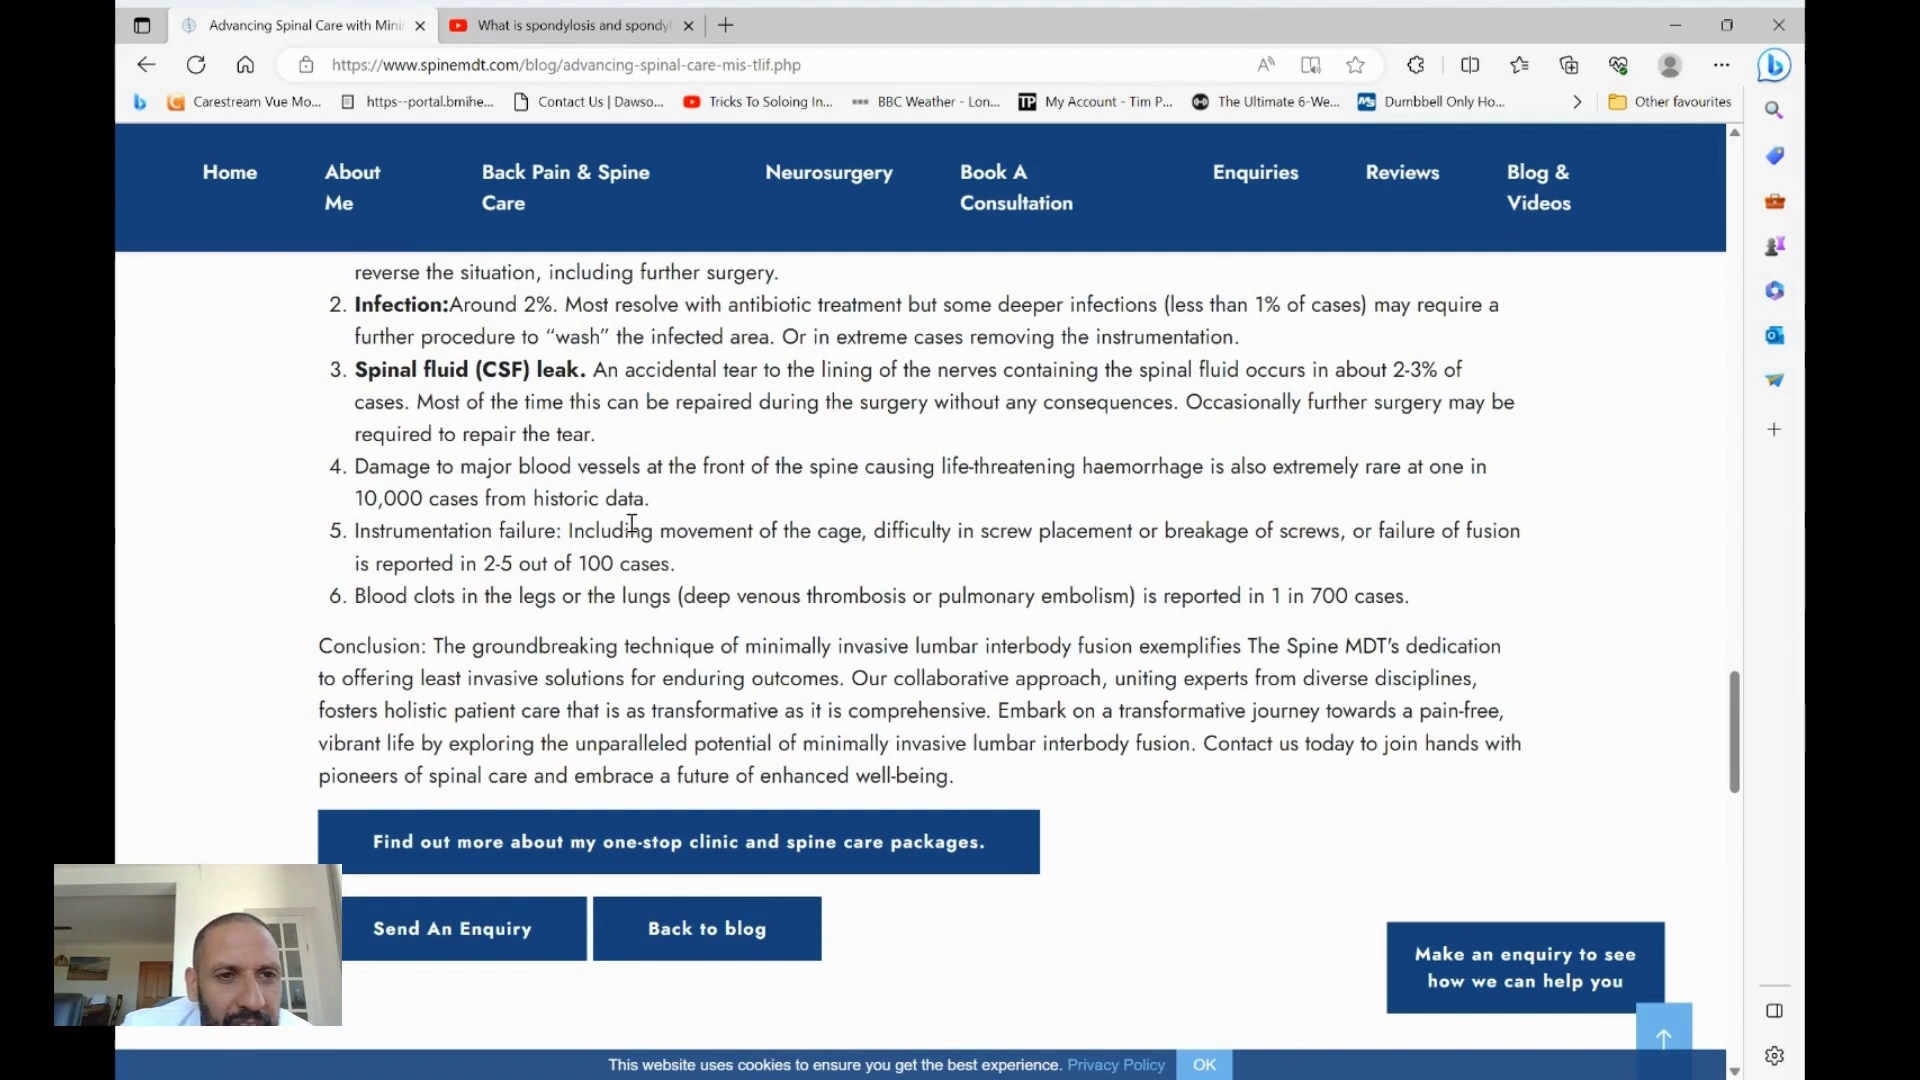 Advancing Spinal Care with Mini
What is spondylosis and spondyl
https://www.spinemdt.com/blog/advancing-spinal-care-mis-tlif.php
Carestream Vue Mo...
https--portal.bmihe...
Contact Us | Dawso...
Tricks To Soloing In...
BBC Weather - Lon...
TP
My Account - Tim P...
The Ultimate 6-We...
Dumbbell Only Ho...
Other favourites
Home
About Me
Back Pain & Spine Care
Neurosurgery
Book A Consultation
Enquiries
Reviews
Blog & Videos
reverse the situation, including further surgery.
2. Infection:Around 2%. Most resolve with antibiotic treatment but some deeper infections (less than 1% of cases) may require a
further procedure to “wash” the infected area. Or in extreme cases removing the instrumentation.
3. Spinal fluid (CSF) leak. An accidental tear to the lining of the nerves containing the spinal fluid occurs in about 2-3% of
cases. Most of the time this can be repaired during the surgery without any consequences. Occasionally further surgery may be
required to repair the tear.
4. Damage to major blood vessels at the front of the spine causing life-threatening haemorrhage is also extremely rare at one in
10,000 cases from historic data.
5. Instrumentation failure: Including movement of the cage, difficulty in screw placement or breakage of screws, or failure of fusion
is reported in 2-5 out of 100 cases.
6. Blood clots in the legs or the lungs (deep venous thrombosis or pulmonary embolism) is reported in 1 in 700 cases.
Conclusion: The groundbreaking technique of minimally invasive lumbar interbody fusion exemplifies The Spine MDT’s dedication
to offering least invasive solutions for enduring outcomes. Our collaborative approach, uniting experts from diverse disciplines,
fosters holistic patient care that is as transformative as it is comprehensive. Embark on a transformative journey towards a pain-free,
vibrant life by exploring the unparalleled potential of minimally invasive lumbar interbody fusion. Contact us today to join hands with
pioneers of spinal care and embrace a future of enhanced well-being.
Find out more about my one-stop clinic and spine care packages.
Send An Enquiry
Back to blog
Make an enquiry to see
how we can help you
This website uses cookies to ensure you get the best experience. Privacy Policy
OK